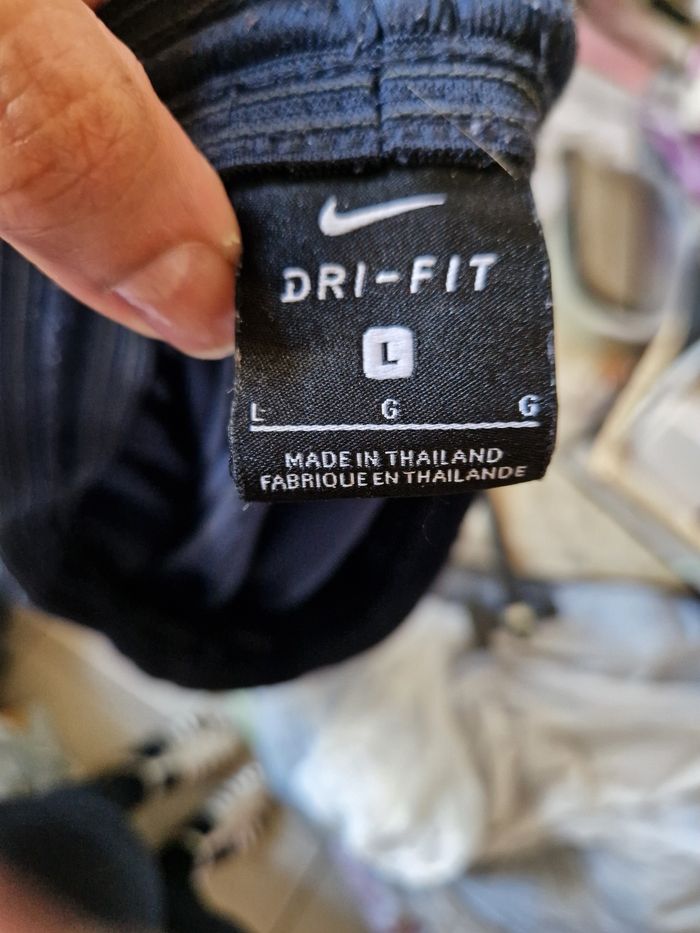 DRI-FIT
L
L G G
MADE IN THAILAND
FABRIQUE EN THAILANDE